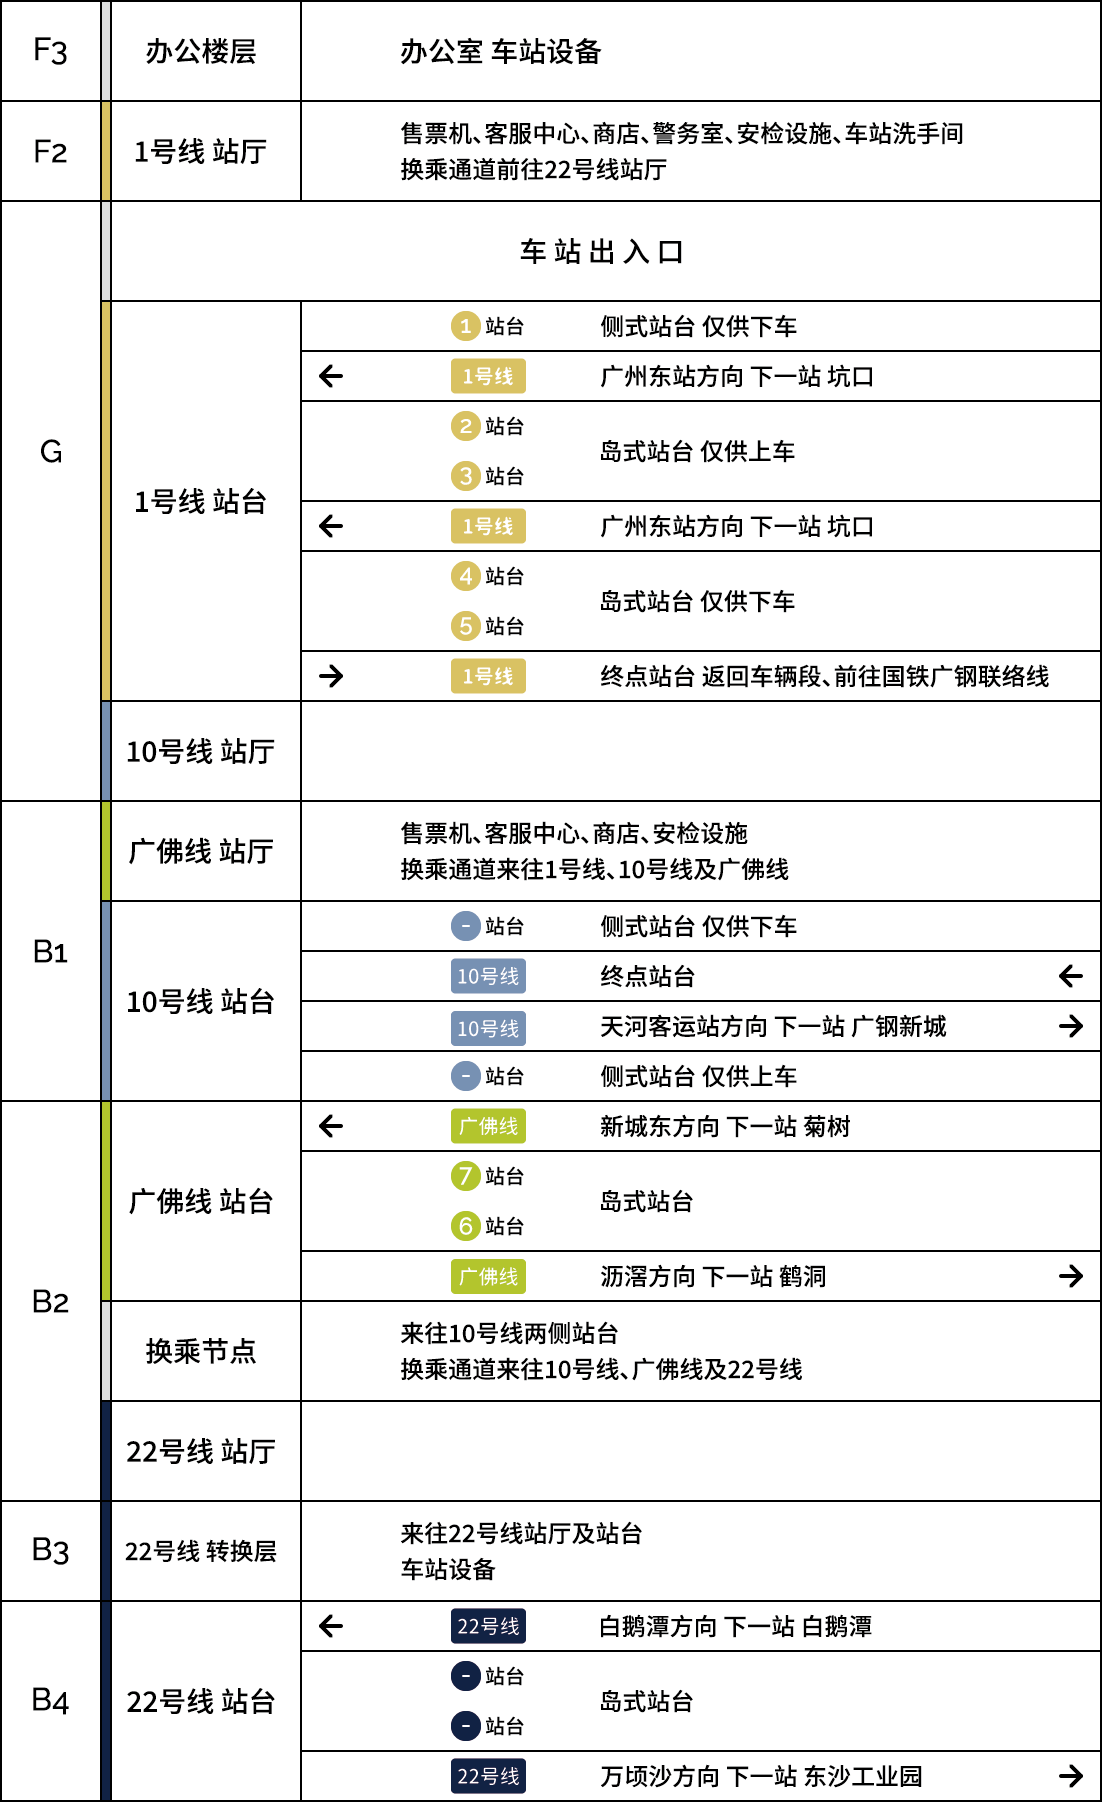 F3
办公楼层
办公室 车站设备
F2
1号线 站厅
售票机、客服中心、商店、警务室、安检设施、车站洗手间
换乘通道前往22号线站厅
G
车站出入口
1号线 站台
1 站台 侧式站台 仅供下车
← 1号线 广州东站方向 下一站 坑口
2 站台
岛式站台 仅供上车
3 站台
← 1号线 广州东站方向 下一站 坑口
4 站台
岛式站台 仅供下车
5 站台
→ 1号线 终点站台 返回车辆段、前往国铁广钢联络线
10号线 站厅
B1
广佛线 站厅
售票机、客服中心、商店、安检设施
换乘通道来往1号线、10号线及广佛线
10号线 站台
- 站台 侧式站台 仅供下车
10号线 终点站台 ←
10号线 天河客运站方向 下一站 广钢新城 →
- 站台 侧式站台 仅供上车
B2
广佛线 站台
← 广佛线 新城东方向 下一站 菊树
7 站台
岛式站台
6 站台
广佛线 沥滘方向 下一站 鹤洞 →
换乘节点
来往10号线两侧站台
换乘通道来往10号线、广佛线及22号线
22号线 站厅
B3
22号线 转换层
来往22号线站厅及站台
车站设备
B4
22号线 站台
← 22号线 白鹅潭方向 下一站 白鹅潭
- 站台
岛式站台
- 站台
22号线 万顷沙方向 下一站 东沙工业园 →